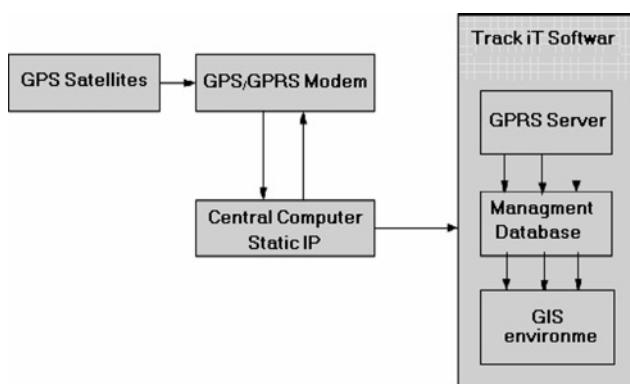 GPS Satellites
GPS/GPRS Modem
Central Computer
Static IP
Track iT Softwar
GPRS Server
Managment
Database
GIS
environme